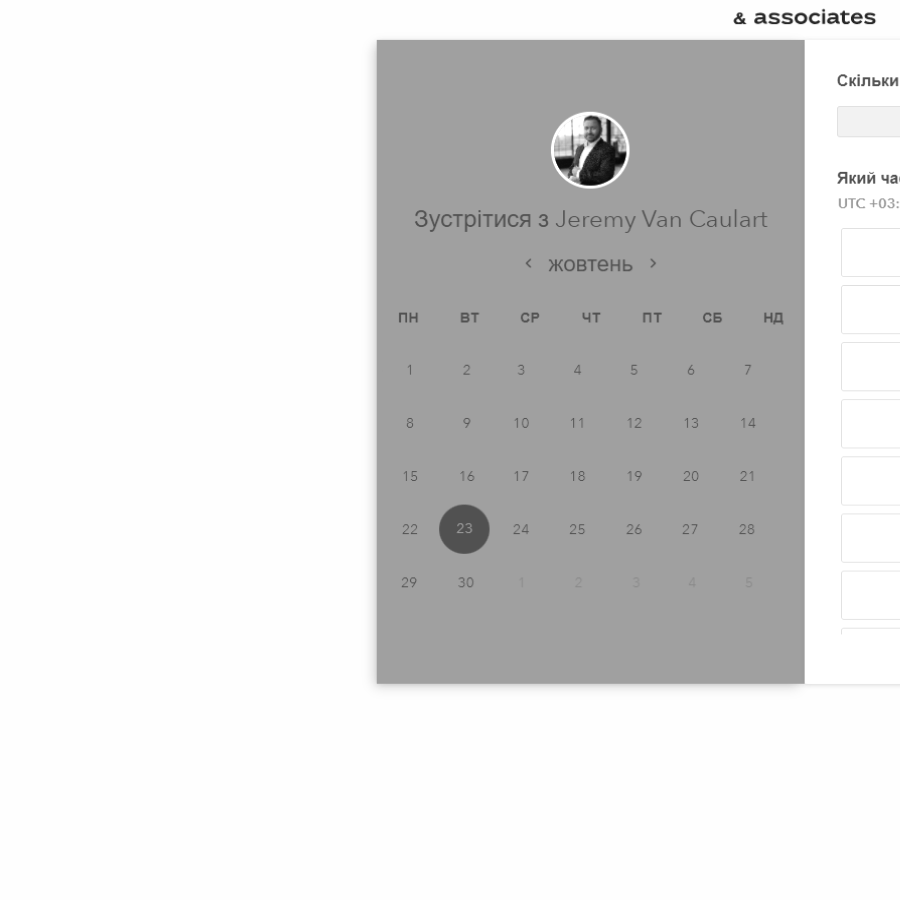 & associates
Зустрітися з Jeremy Van Caulart
жовтень
ПН ВТ СР ЧТ ПТ СБ НД
1 2 3 4 5 6 7
8 9 10 11 12 13 14
15 16 17 18 19 20 21
22 23 24 25 26 27 28
29 30 1 2 3 4 5
Скільки
Який ча
UTC +03: